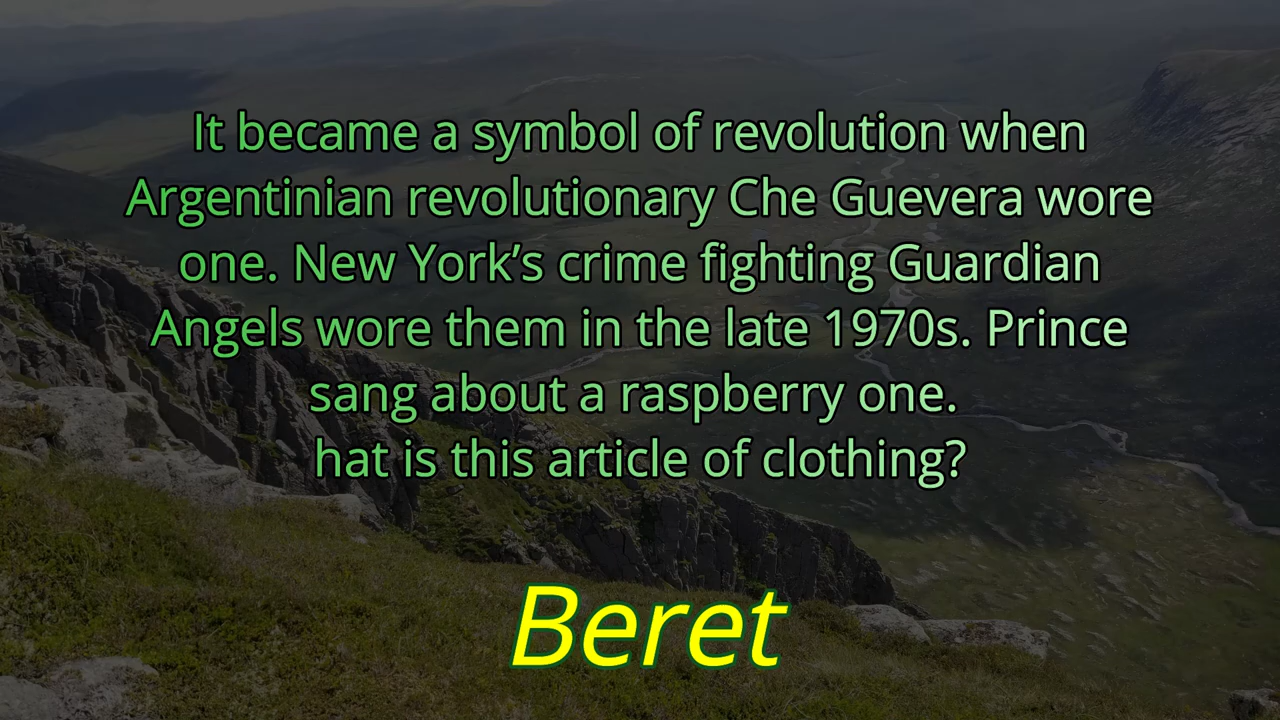 It became a symbol of revolution when
Argentinian revolutionary Che Guevera wore
one. New York’s crime fighting Guardian
Angels wore them in the late 1970s. Prince
sang about a raspberry one.
hat is this article of clothing?
Beret